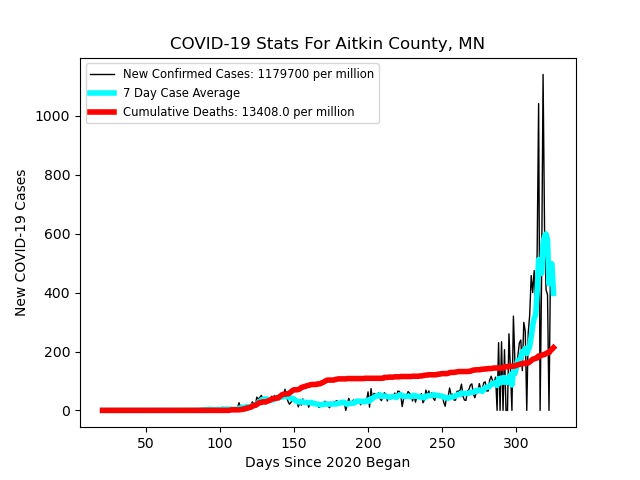 COVID-19 Stats For Aitkin County, MN
New Confirmed Cases: 1179700 per million
7 Day Case Average
Cumulative Deaths: 13408.0 per million
New COVID-19 Cases
1000
800
600
400
200
0
50 100 150 200 250 300
Days Since 2020 Began